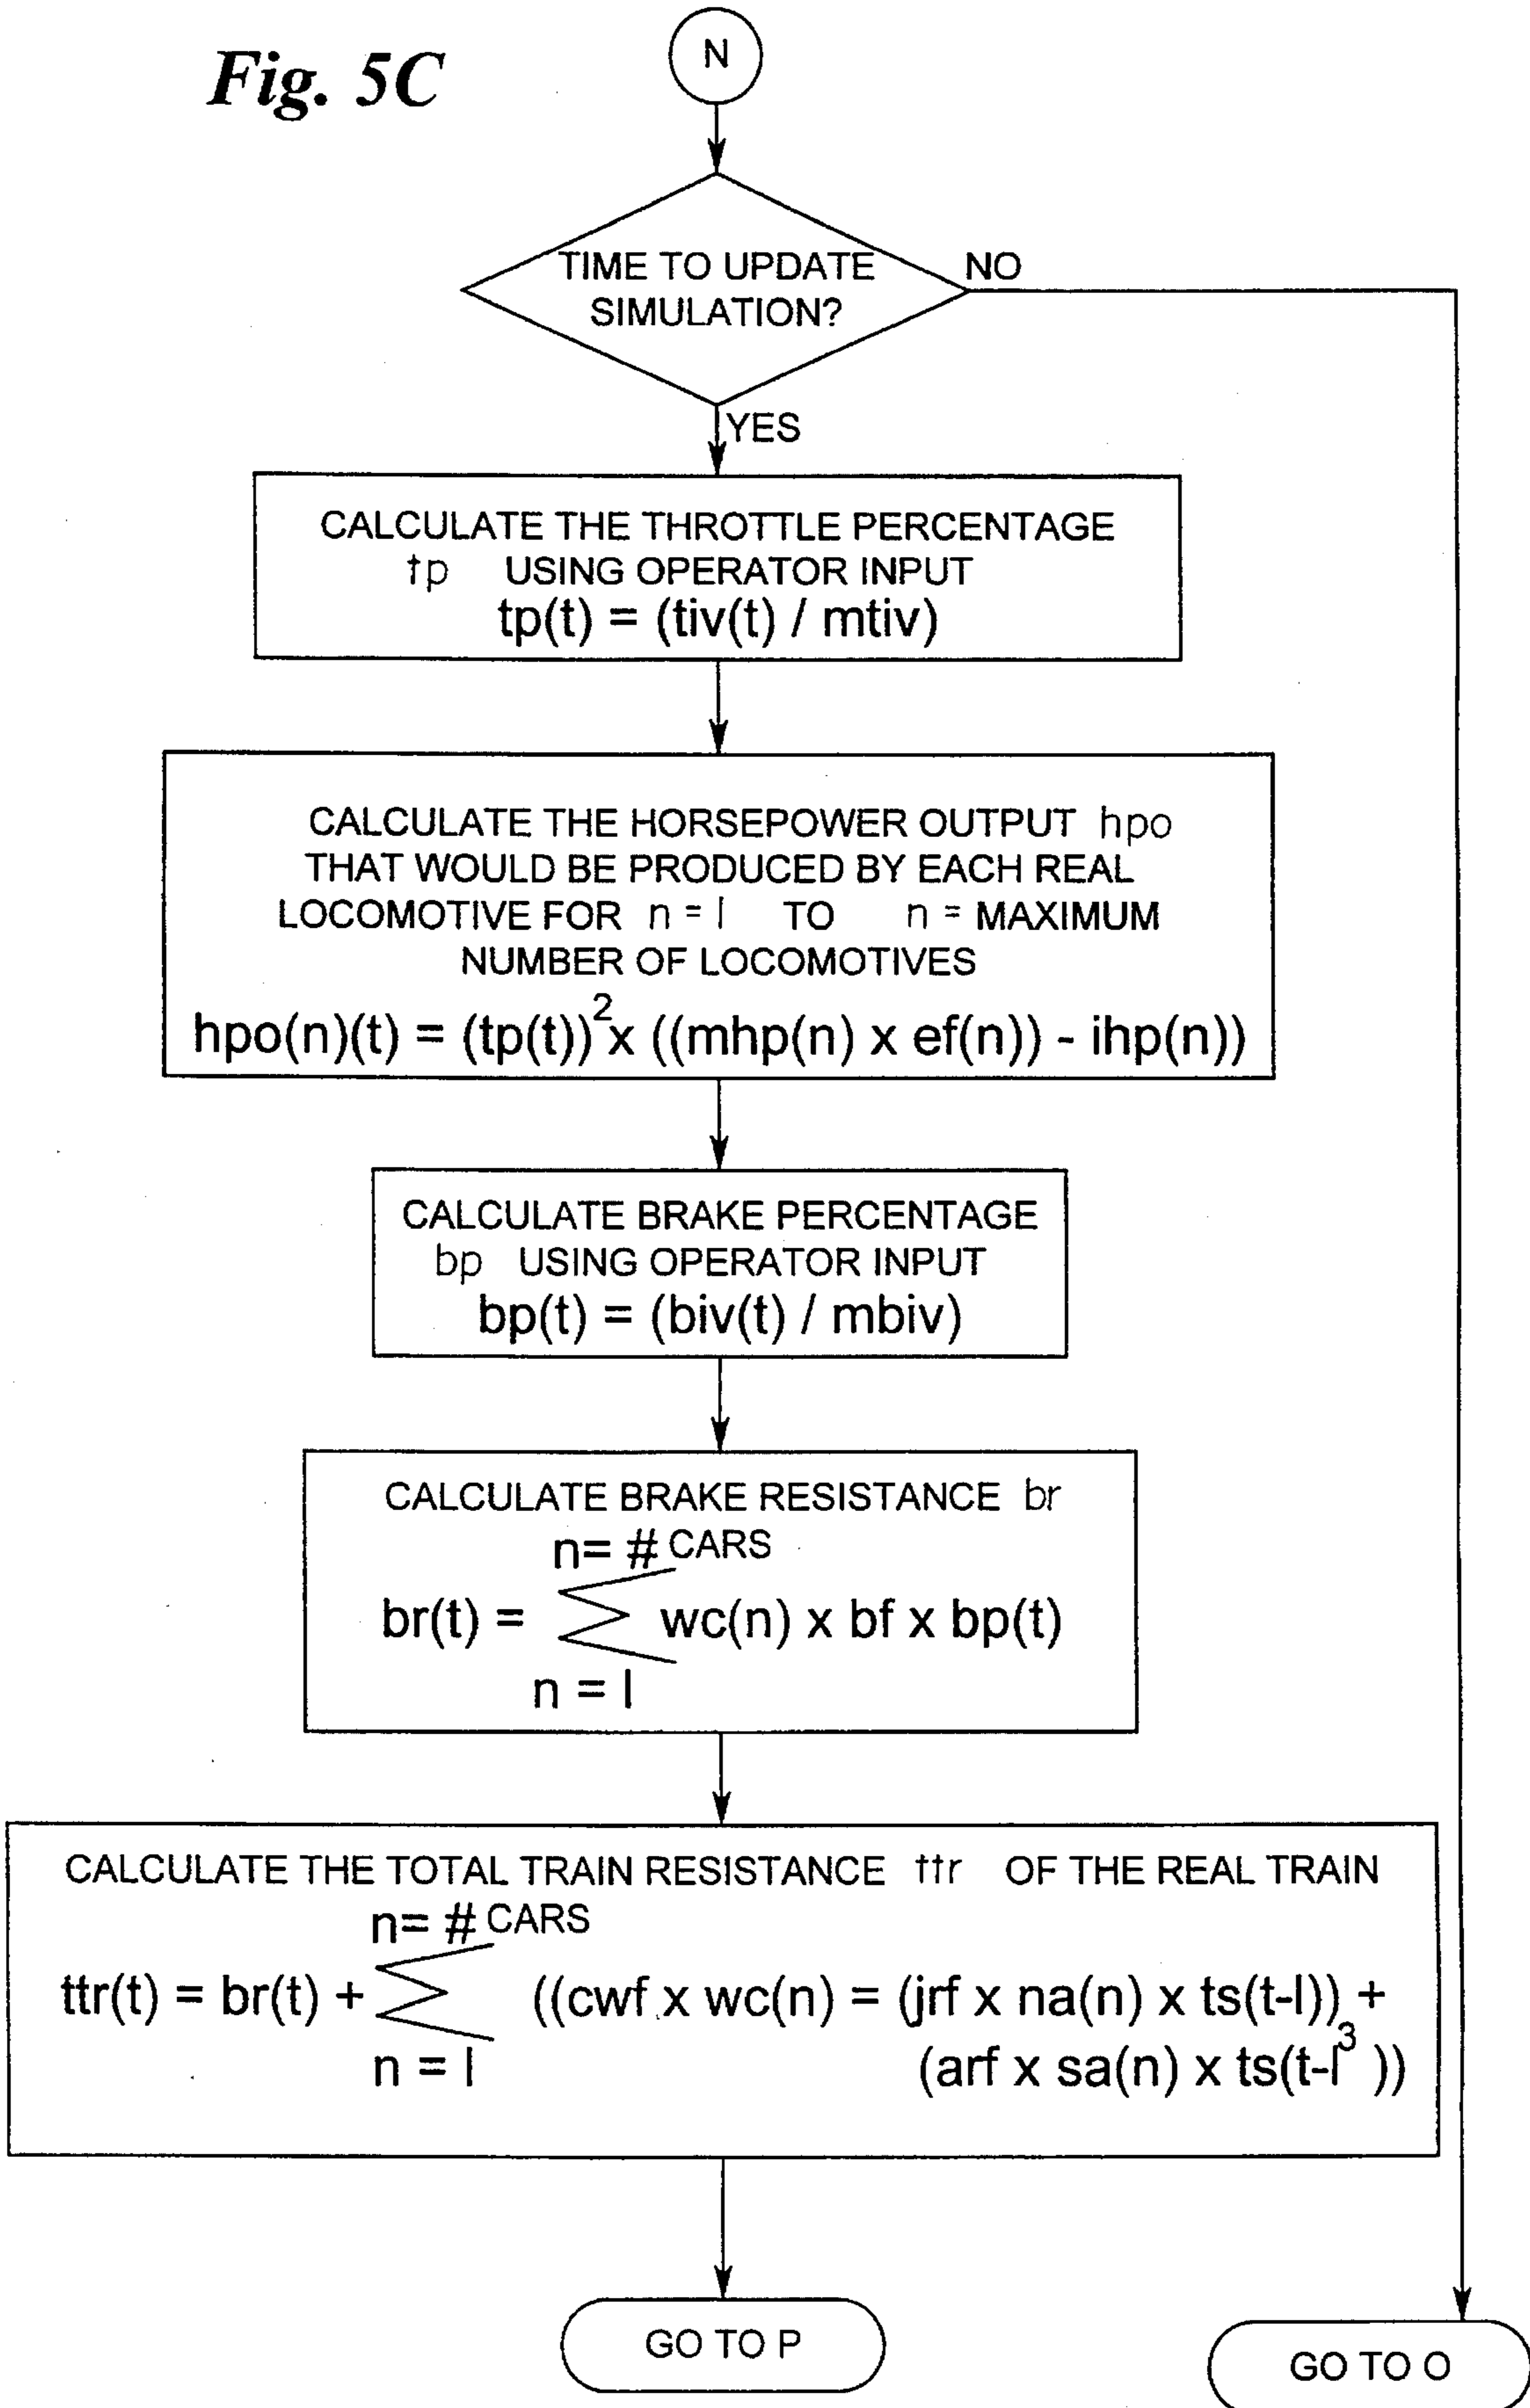 Fig. 5C
N
TIME TO UPDATE
SIMULATION?
NO
YES
CALCULATE THE THROTTLE PERCENTAGE
tp USING OPERATOR INPUT
tp(t) = (tiv(t) / mtiv)
CALCULATE THE HORSEPOWER OUTPUT hpo
THAT WOULD BE PRODUCED BY EACH REAL
LOCOMOTIVE FOR n = l TO n = MAXIMUM
NUMBER OF LOCOMOTIVES
hpo(n)(t) = (tp(t))² x ((mhp(n) x ef(n)) - ihp(n))
CALCULATE BRAKE PERCENTAGE
bp USING OPERATOR INPUT
bp(t) = (biv(t) / mbiv)
CALCULATE BRAKE RESISTANCE br
n= # CARS
br(t) = ∑ wc(n) x bf x bp(t)
n = l
CALCULATE THE TOTAL TRAIN RESISTANCE ttr OF THE REAL TRAIN
n= # CARS
ttr(t) = br(t) + ∑ ((cwf x wc(n) = (jrf x na(n) x ts(t-l)) +
n = l
(arf x sa(n) x ts(t-l³ ))
GO TO P
GO TO O